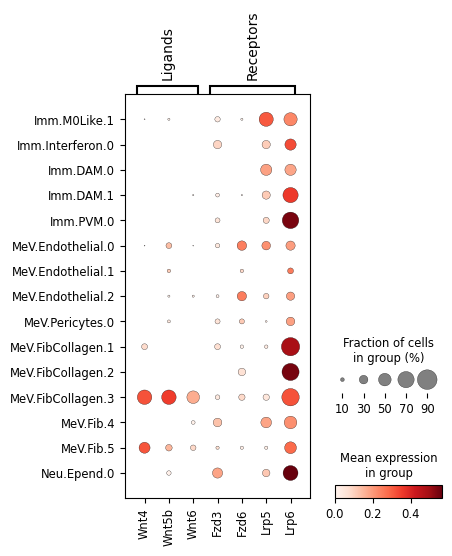 Ligands
Receptors
Imm.M0Like.1
Imm.Interferon.0
Imm.DAM.0
Imm.DAM.1
Imm.PVM.0
MeV.Endothelial.0
MeV.Endothelial.1
MeV.Endothelial.2
MeV.Pericytes.0
MeV.FibCollagen.1
MeV.FibCollagen.2
MeV.FibCollagen.3
MeV.Fib.4
MeV.Fib.5
Neu.Epend.0
Wnt4
Wnt5b
Wnt6
Fzd3
Fzd6
Lrp5
Lrp6
Fraction of cells
in group (%)
10 30 50 70 90
Mean expression
in group
0.0 0.2 0.4